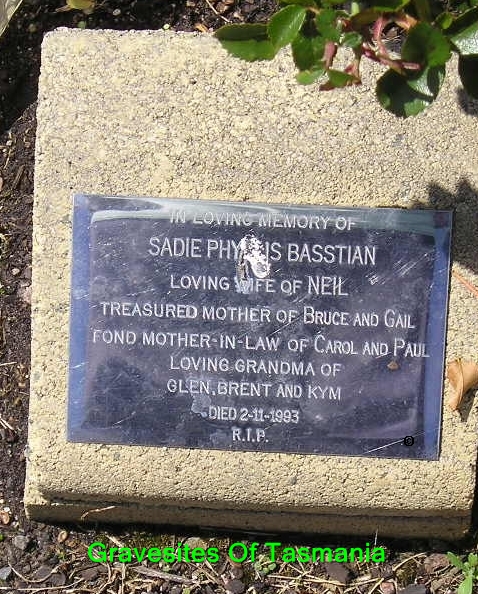 IN LOVING MEMORY OF
SADIE PHYLLIS BASSTIAN
LOVING WIFE OF NEIL
TREASURED MOTHER OF BRUCE AND GAIL
FOND MOTHER-IN-LAW OF CAROL AND PAUL
LOVING GRANDMA OF
GLEN, BRENT AND KYM
DIED 2-11-1993
R.I.P.
Gravesites Of Tasmania